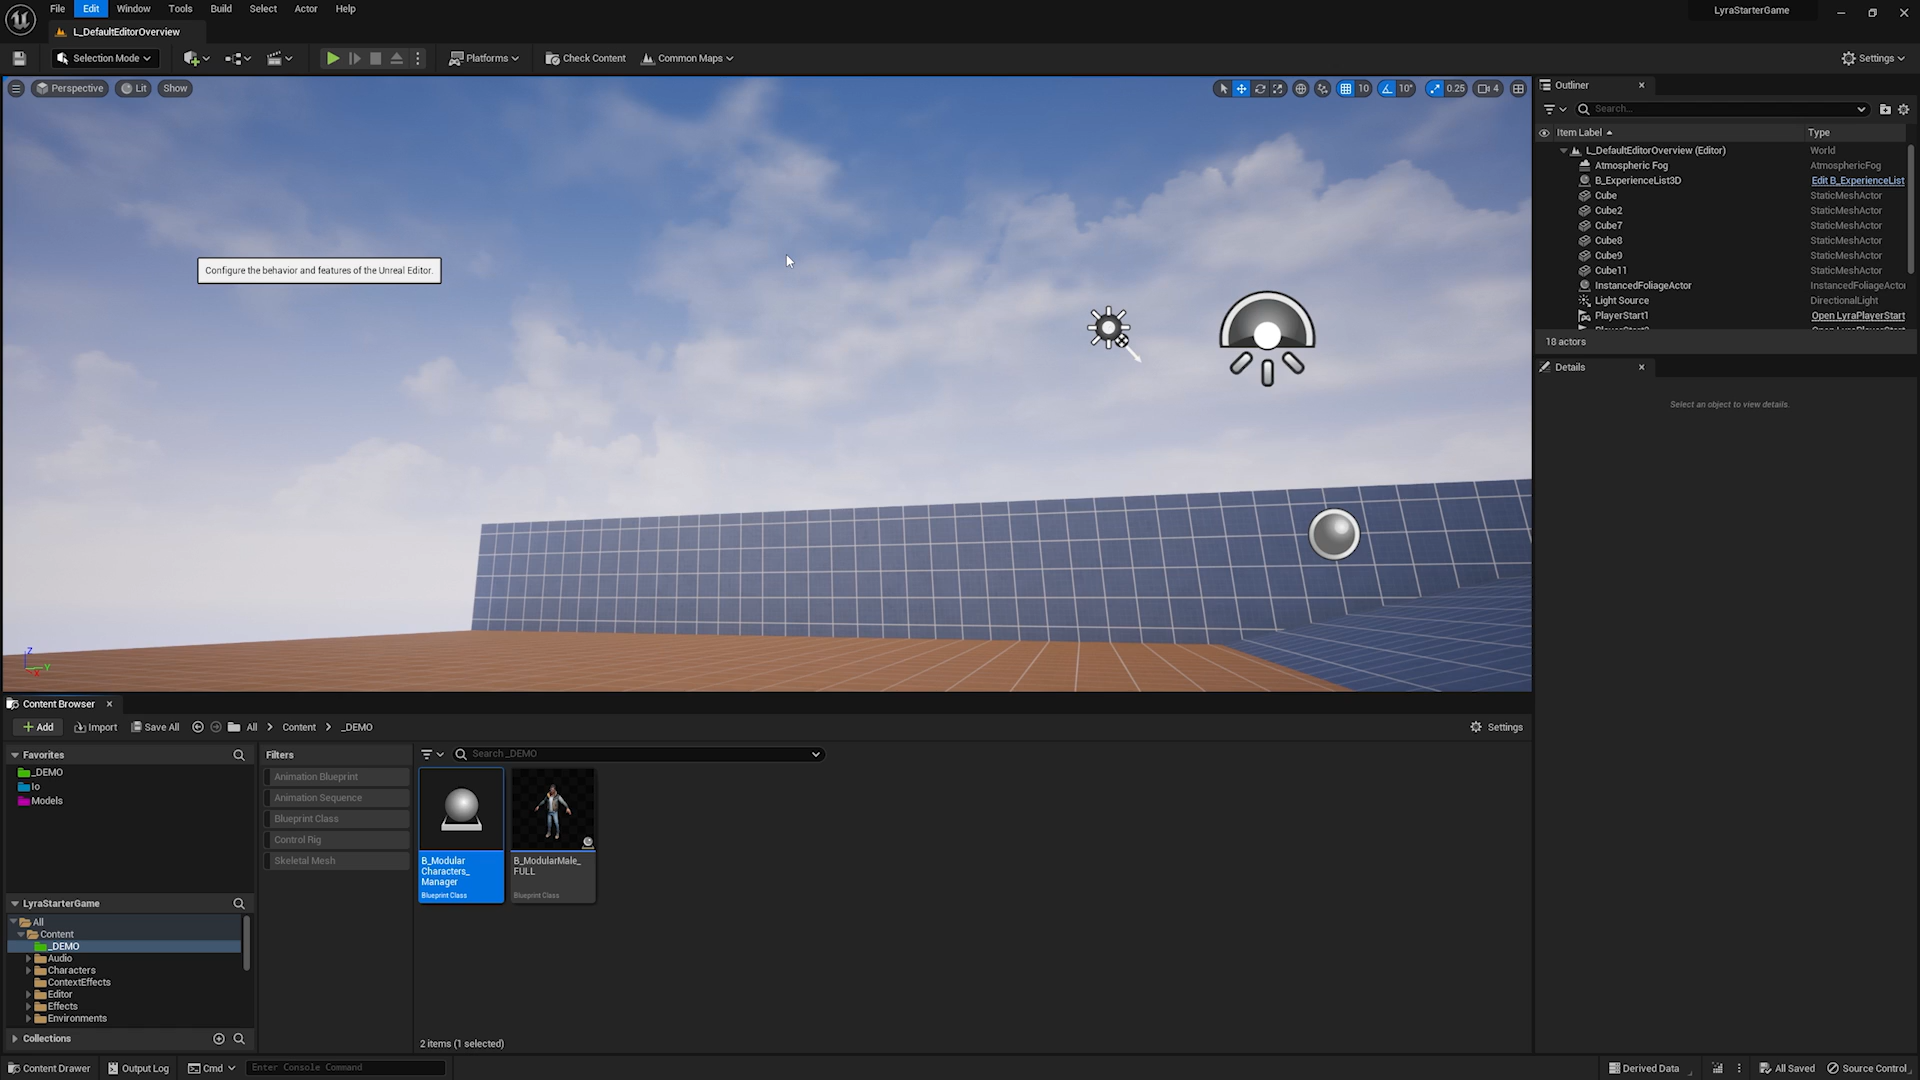 File Edit Window Tools Build Select Actor Help
LyraStarterGame
L_DefaultEditorOverview
Selection Mode
Platforms
Check Content
Common Maps
Settings
Perspective
Lit
Show
10
10°
0.25
4
Outliner
Search...
Item Label
Type
L_DefaultEditorOverview (Editor)
World
Atmospheric Fog
AtmosphericFog
B_ExperienceList3D
Edit B_ExperienceList
Cube
StaticMeshActor
Cube2
StaticMeshActor
Cube7
StaticMeshActor
Cube8
StaticMeshActor
Cube9
StaticMeshActor
Cube11
StaticMeshActor
InstancedFoliageActor
InstancedFoliageActor
Light Source
DirectionalLight
PlayerStart1
Open LyraPlayerStart
18 actors
Details
Select an object to view details.
Configure the behavior and features of the Unreal Editor.
Z
Y
X
Content Browser
Add
Import
Save All
All
Content
_DEMO
Settings
Favorites
_DEMO
Io
Models
Filters
Animation Blueprint
Animation Sequence
Blueprint Class
Control Rig
Skeletal Mesh
Search _DEMO
B_Modular
Characters_
Manager
Blueprint Class
B_ModularMale_
FULL
Blueprint Class
LyraStarterGame
All
Content
_DEMO
Audio
Characters
ContextEffects
Editor
Effects
Environments
Collections
2 items (1 selected)
Content Drawer
Output Log
Cmd
Enter Console Command
Derived Data
All Saved
Source Control